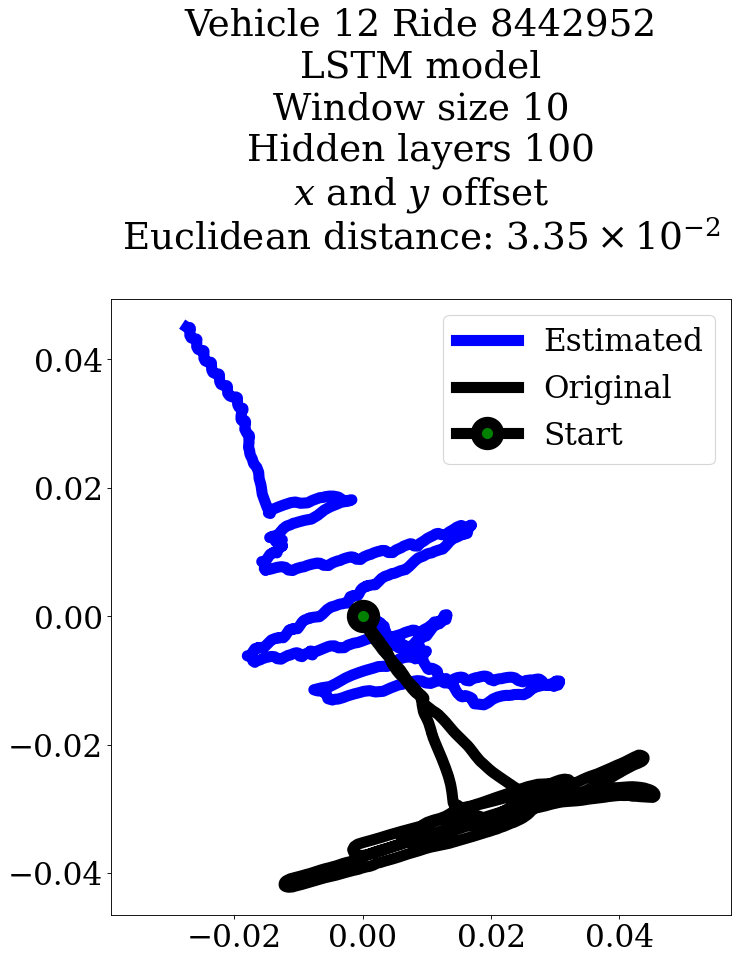 Vehicle 12 Ride 8442952
LSTM model
Window size 10
Hidden layers 100
x and y offset
Euclidean distance: 3.35 × 10⁻²
Estimated
Original
Start
0.04
0.02
0.00
−0.02
−0.04
−0.02 0.00 0.02 0.04